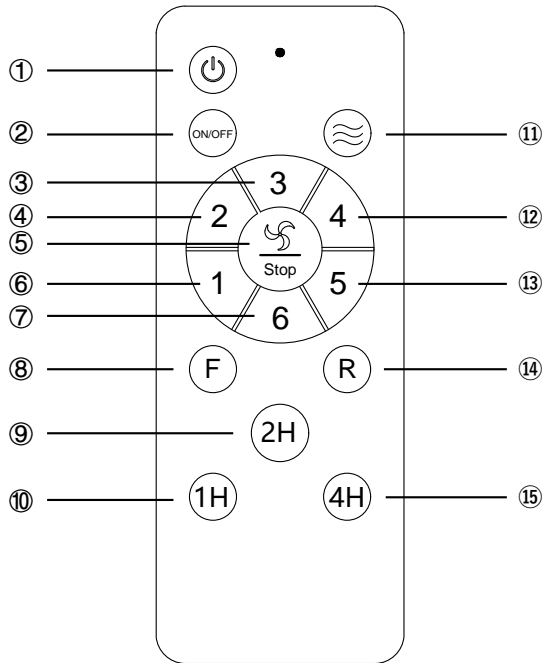 ①
② ON/OFF ⑪
③ 3
④ 2 4 ⑫
⑤ Stop
⑥ 1 5 ⑬
⑦ 6
⑧ F R ⑭
⑨ 2H
⑩ 1H 4H ⑮